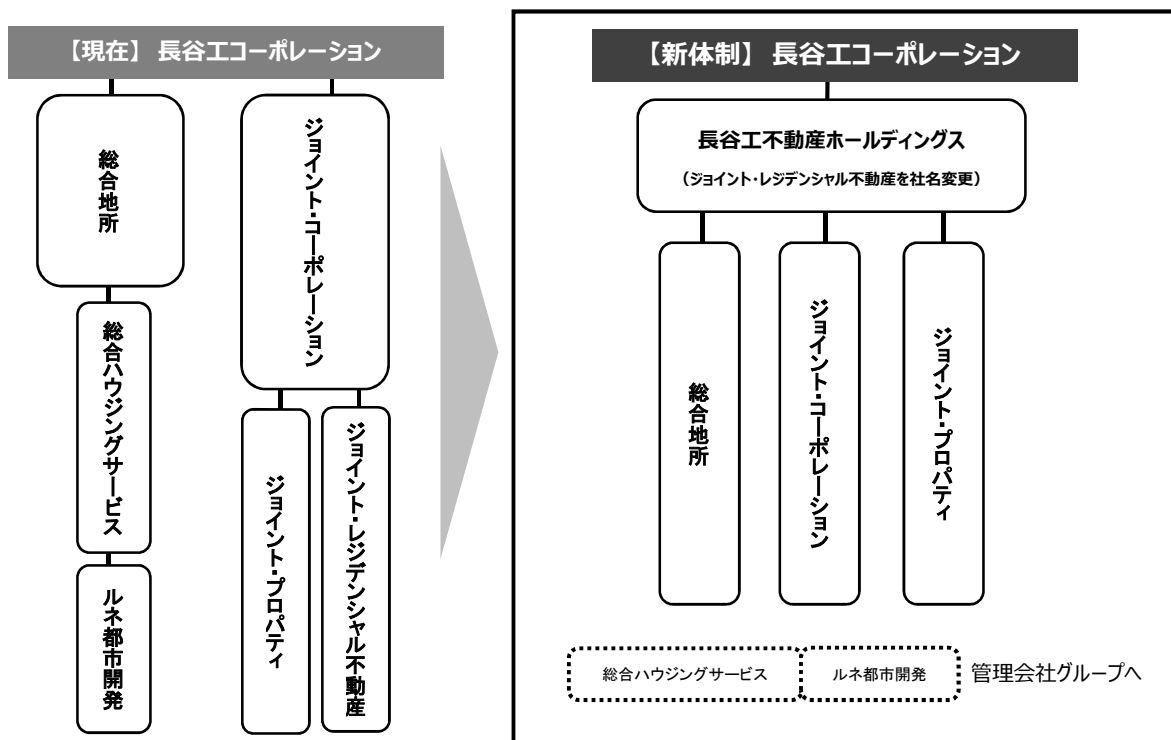 【現在】 長谷工コーポレーション
総合地所
総合ハウジングサービス
ルネ都市開発
ジョイント・コーポレーション
ジョイント・プロパティ
ジョイント・レジデンシャル不動産
【新体制】 長谷工コーポレーション
長谷工不動産ホールディングス
（ジョイント・レジデンシャル不動産を社名変更）
総合地所
ジョイント・コーポレーション
ジョイント・プロパティ
総合ハウジングサービス
ルネ都市開発
管理会社グループへ